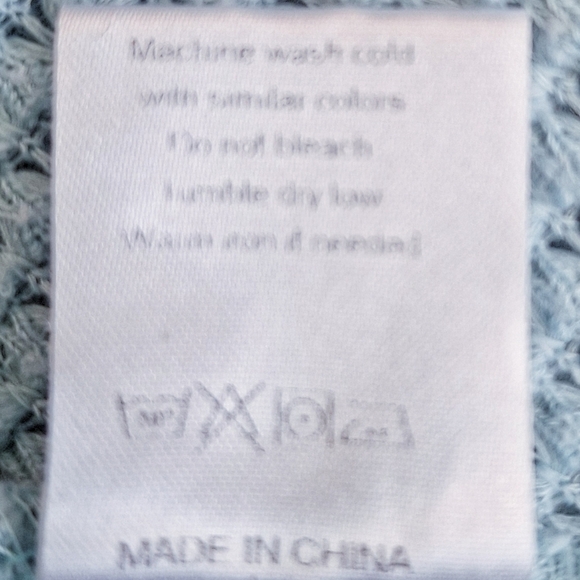 Machine wash cold
with similar colors
Do not bleach
Tumble dry low
Warm iron if needed
MADE IN CHINA